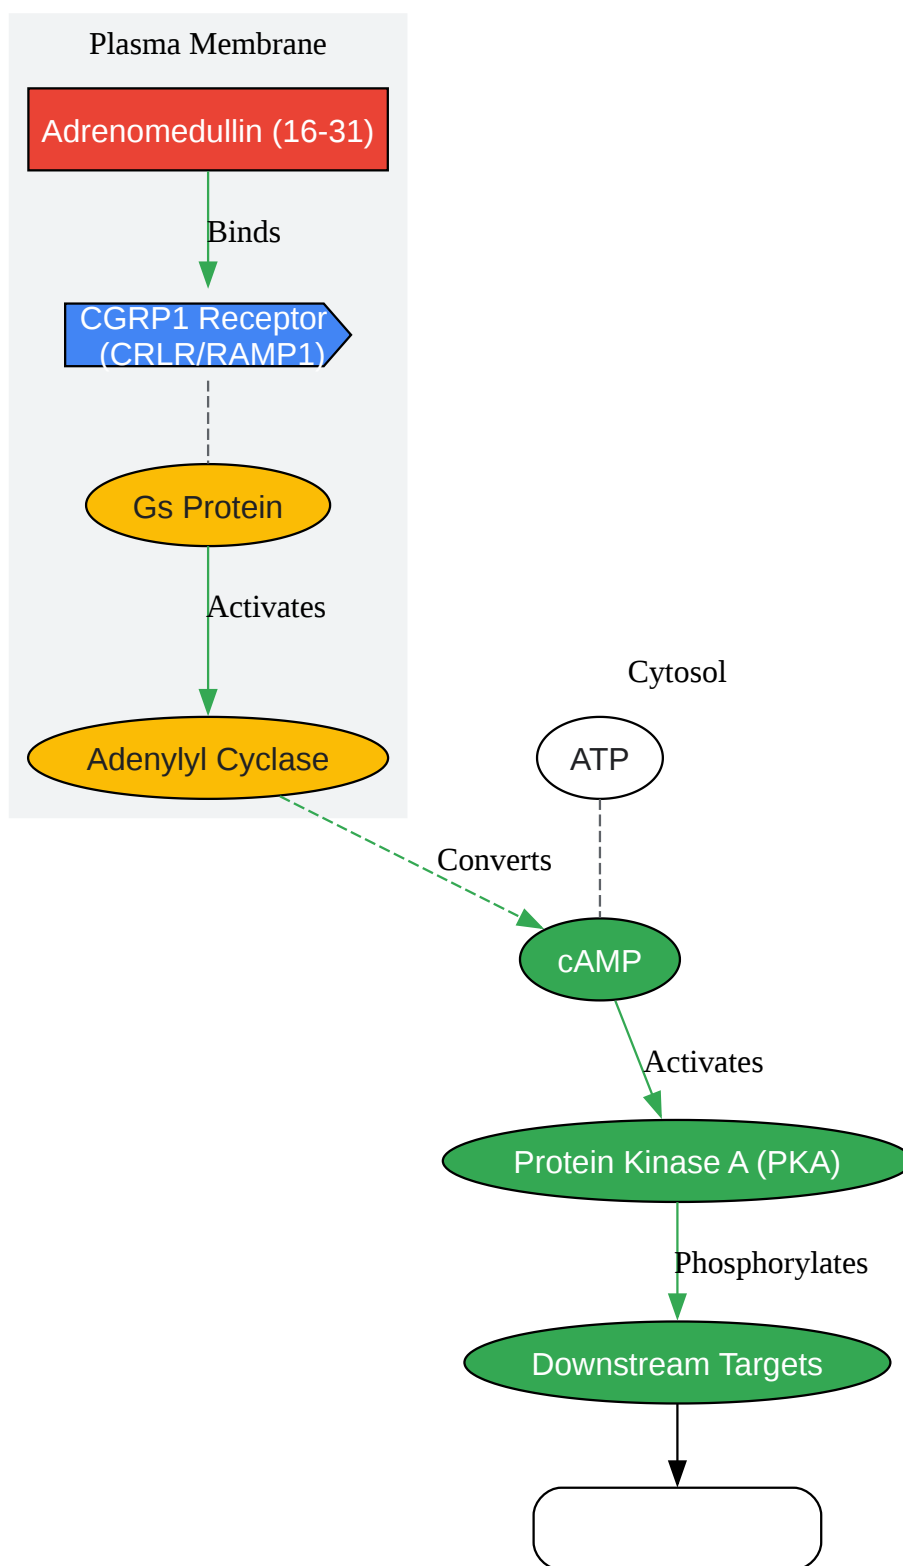 Plasma Membrane
Adrenomedullin (16-31)
Binds
CGRP1 Receptor
(CRLR/RAMP1)
Gs Protein
Activates
Cytosol
Adenylyl Cyclase
ATP
Converts
cAMP
Activates
Protein Kinase A (PKA)
Phosphorylates
Downstream Targets